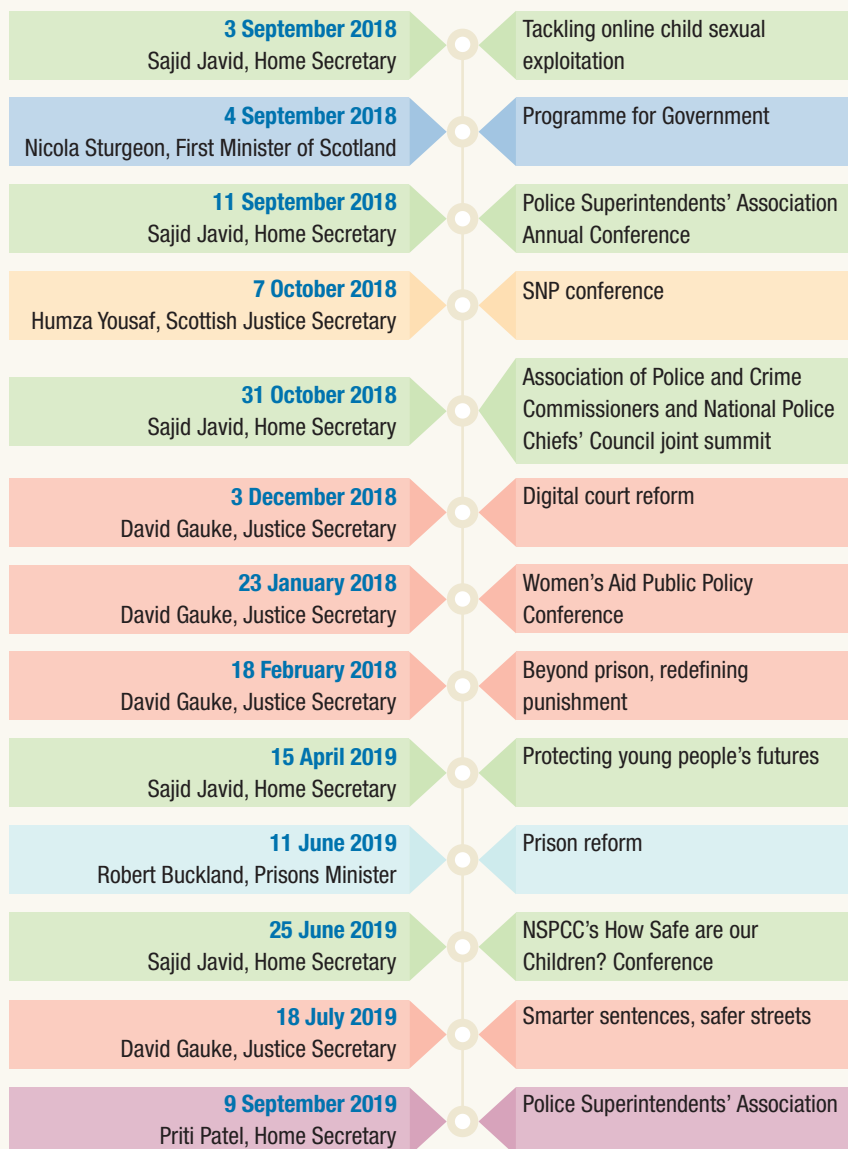 3 September 2018
Sajid Javid, Home Secretary
Tackling online child sexual
exploitation
4 September 2018
Nicola Sturgeon, First Minister of Scotland
Programme for Government
11 September 2018
Sajid Javid, Home Secretary
Police Superintendents’ Association
Annual Conference
7 October 2018
Humza Yousaf, Scottish Justice Secretary
SNP conference
31 October 2018
Sajid Javid, Home Secretary
Association of Police and Crime
Commissioners and National Police
Chiefs’ Council joint summit
3 December 2018
David Gauke, Justice Secretary
Digital court reform
23 January 2018
David Gauke, Justice Secretary
Women’s Aid Public Policy
Conference
18 February 2018
David Gauke, Justice Secretary
Beyond prison, redefining
punishment
15 April 2019
Sajid Javid, Home Secretary
Protecting young people’s futures
11 June 2019
Robert Buckland, Prisons Minister
Prison reform
25 June 2019
Sajid Javid, Home Secretary
NSPCC’s How Safe are our
Children? Conference
18 July 2019
David Gauke, Justice Secretary
Smarter sentences, safer streets
9 September 2019
Priti Patel, Home Secretary
Police Superintendents’ Association